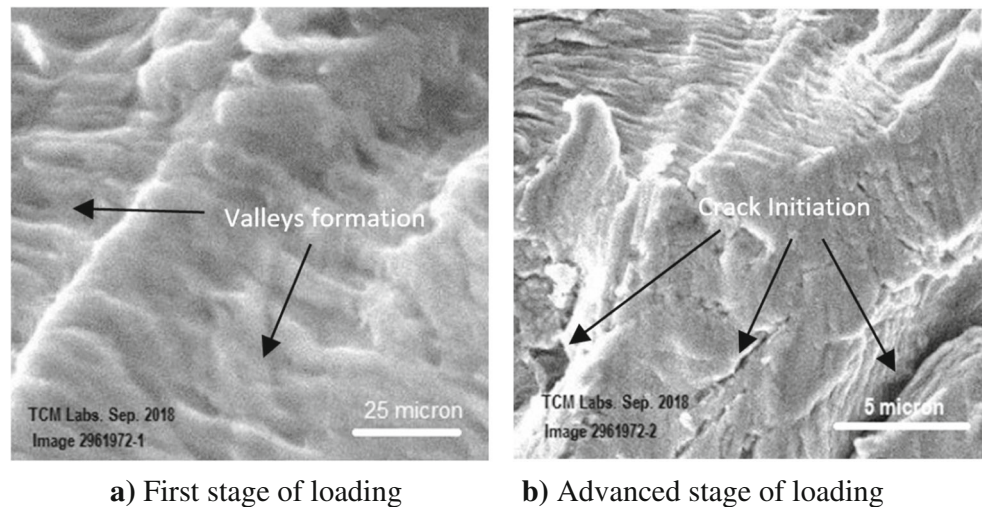 Valleys formation
TCM Labs. Sep. 2018
Image 2961972-1
25 micron
Crack Initiation
TCM Labs. Sep. 2018
Image 2961972-2
5 micron
a) First stage of loading
b) Advanced stage of loading